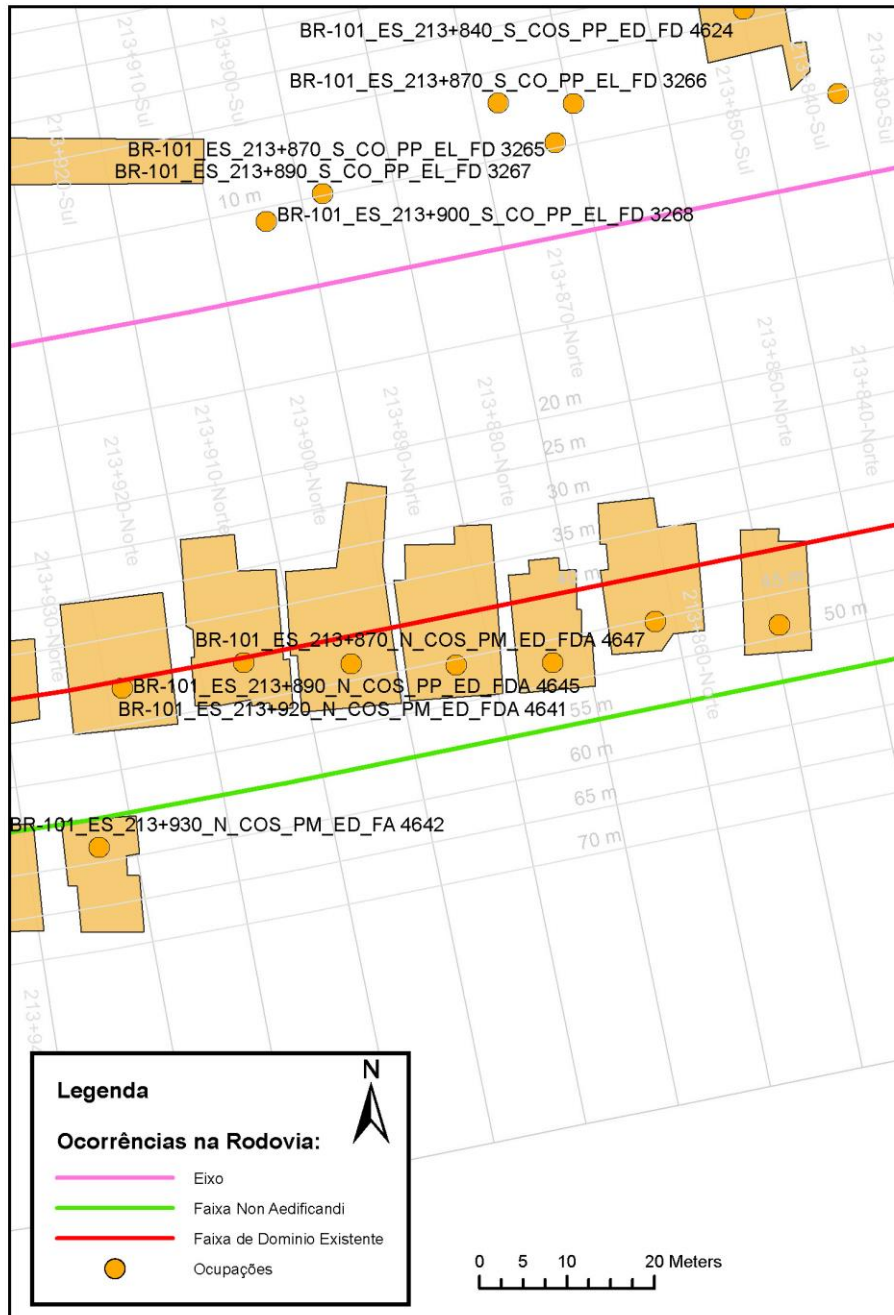 BR-101_ES_213+840_S_COS_PP_ED_FD 4624
213+910-Sul
213+900-Sul
213+830-Sul
BR-101_ES_213+870_S_CO_PP_EL_FD 3266
213+850-Sul
213+840-Sul
213+920-Sul
BR-101_ES_213+870_S_CO_PP_EL_FD 3265
BR-101_ES_213+890_S_CO_PP_EL_FD 3267
10 m
BR-101_ES_213+900_S_CO_PP_EL_FD 3268
213+870-Norte
213+850-Norte
213+840-Norte
20 m
25 m
30 m
35 m
213+920-Norte
213+910-Norte
213+900-Norte
213+890-Norte
213+880-Norte
45 m
50 m
213+860-Norte
BR-101_ES_213+870_N_COS_PM_ED_FDA 4647
BR-101_ES_213+890_N_COS_PP_ED_FDA 4645
BR-101_ES_213+920_N_COS_PM_ED_FDA 4641
55 m
60 m
65 m
70 m
BR-101_ES_213+930_N_COS_PM_ED_FA 4642
N
Legenda
Ocorrências na Rodovia:
Eixo
Faixa Non Aedificandi
Faixa de Dominio Existente
Ocupações
0 5 10 20 Meters